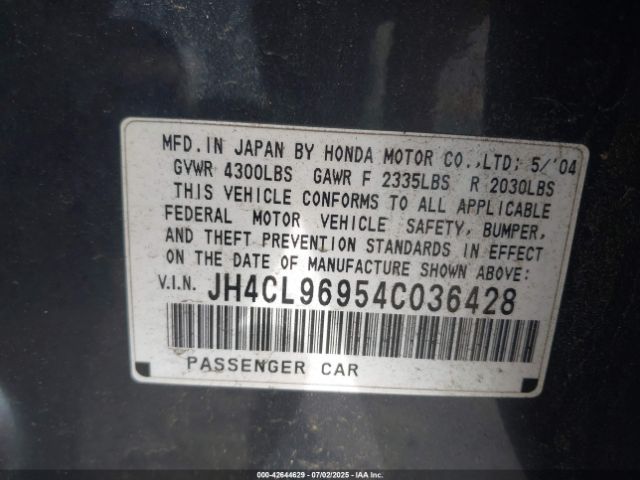 MFD. IN JAPAN BY HONDA MOTOR CO.,LTD; 5/'04
GVWR 4300LBS GAWR F 2335LBS R 2030LBS
THIS VEHICLE CONFORMS TO ALL APPLICABLE
FEDERAL MOTOR VEHICLE SAFETY, BUMPER,
AND THEFT PREVENTION STANDARDS IN EFFECT
ON THE DATE OF MANUFACTURE SHOWN ABOVE:
V.I.N. JH4CL96954C036428
PASSENGER CAR
000-42644629 - 07/02/2025 - IAA Inc.